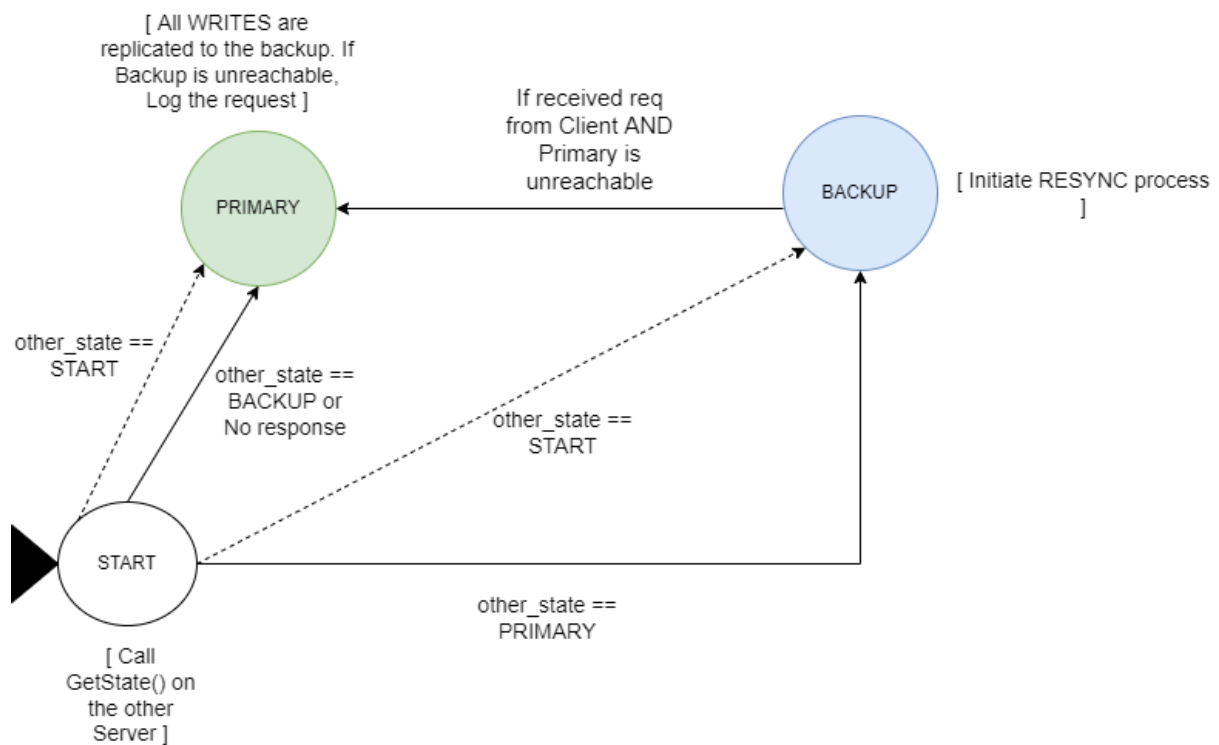 [ All WRITES are
replicated to the backup. If
Backup is unreachable,
Log the request ]
If received req
from Client AND
Primary is
unreachable
PRIMARY
BACKUP
[ Initiate RESYNC process
]
other_state ==
START
other_state ==
BACKUP or
No response
other_state ==
START
START
other_state ==
PRIMARY
[ Call
GetState() on
the other
Server ]